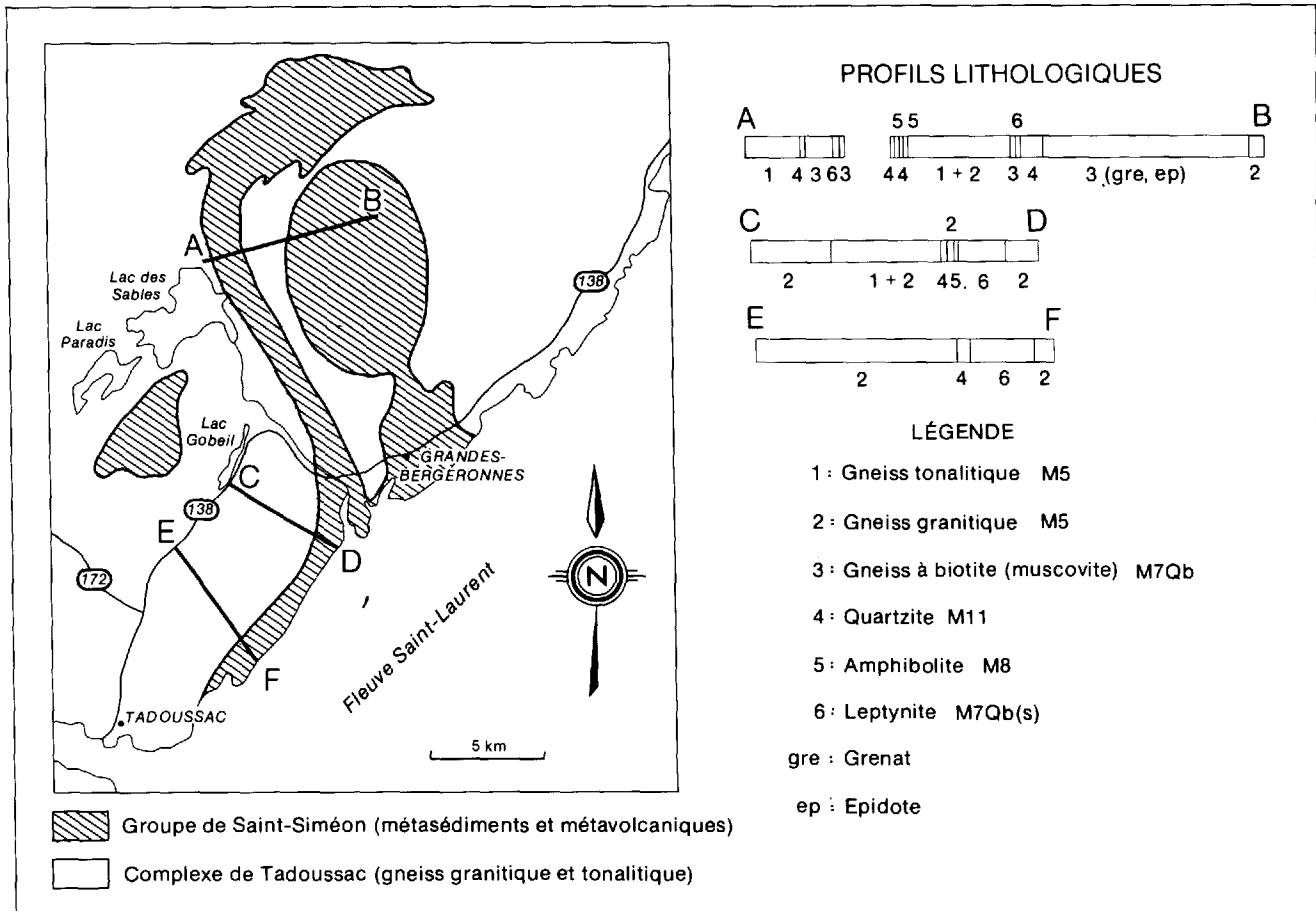 A
B
Lac des
Sables
Lac
Paradis
Lac
Gobeil
C
138
E
172
D
F
138
GRANDES-
BERGERONNES
TADOUSSAC
Fleuve Saint-Laurent
N
5 km
Groupe de Saint-Siméon (métasédiments et métavolcaniques)
Complexe de Tadoussac (gneiss granitique et tonalitique)
PROFILS LITHOLOGIQUES
A 5 5 6 B
1 4 3 6 3 4 4 1 + 2 3 4 3 (gre, ep) 2
C 2 D
2 1 + 2 4 5. 6 2
E F
2 4 6 2
LÉGENDE
1 : Gneiss tonalitique M5
2 : Gneiss granitique M5
3 : Gneiss à biotite (muscovite) M7Qb
4 : Quartzite M11
5 : Amphibolite M8
6 : Leptynite M7Qb(s)
gre : Grenat
ep : Epidote